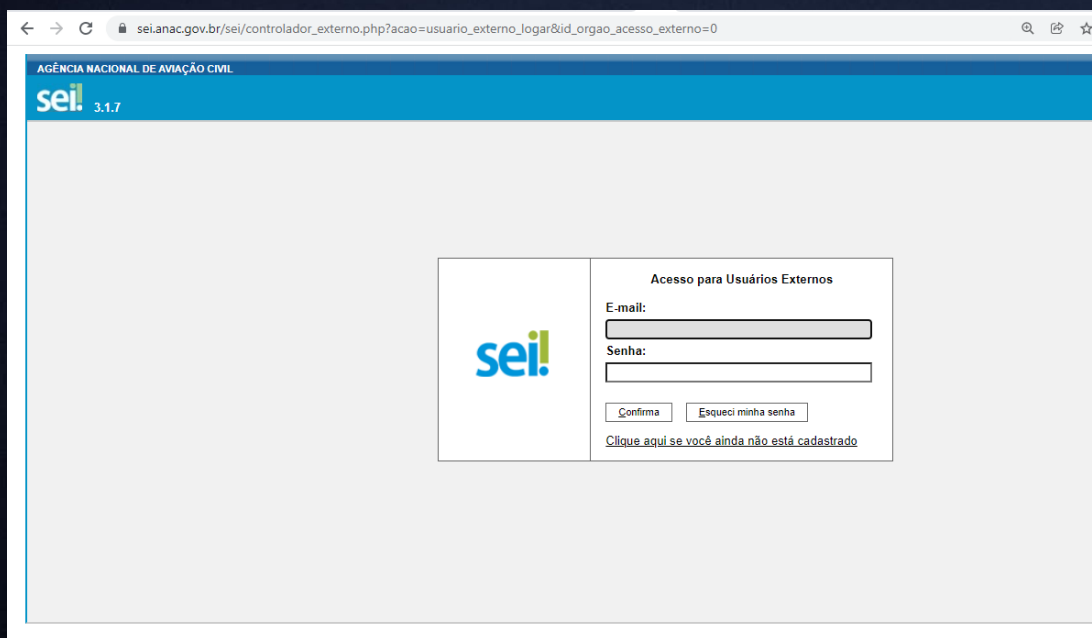 sei.anac.gov.br/sei/controlador_externo.php?acao=usuario_externo_logar&id_orgao_acesso_externo=0
AGÊNCIA NACIONAL DE AVIAÇÃO CIVIL
sei! 3.1.7
Acesso para Usuários Externos
E-mail:
sei!
Senha:
Confirma Esqueci minha senha
Clique aqui se você ainda não está cadastrado